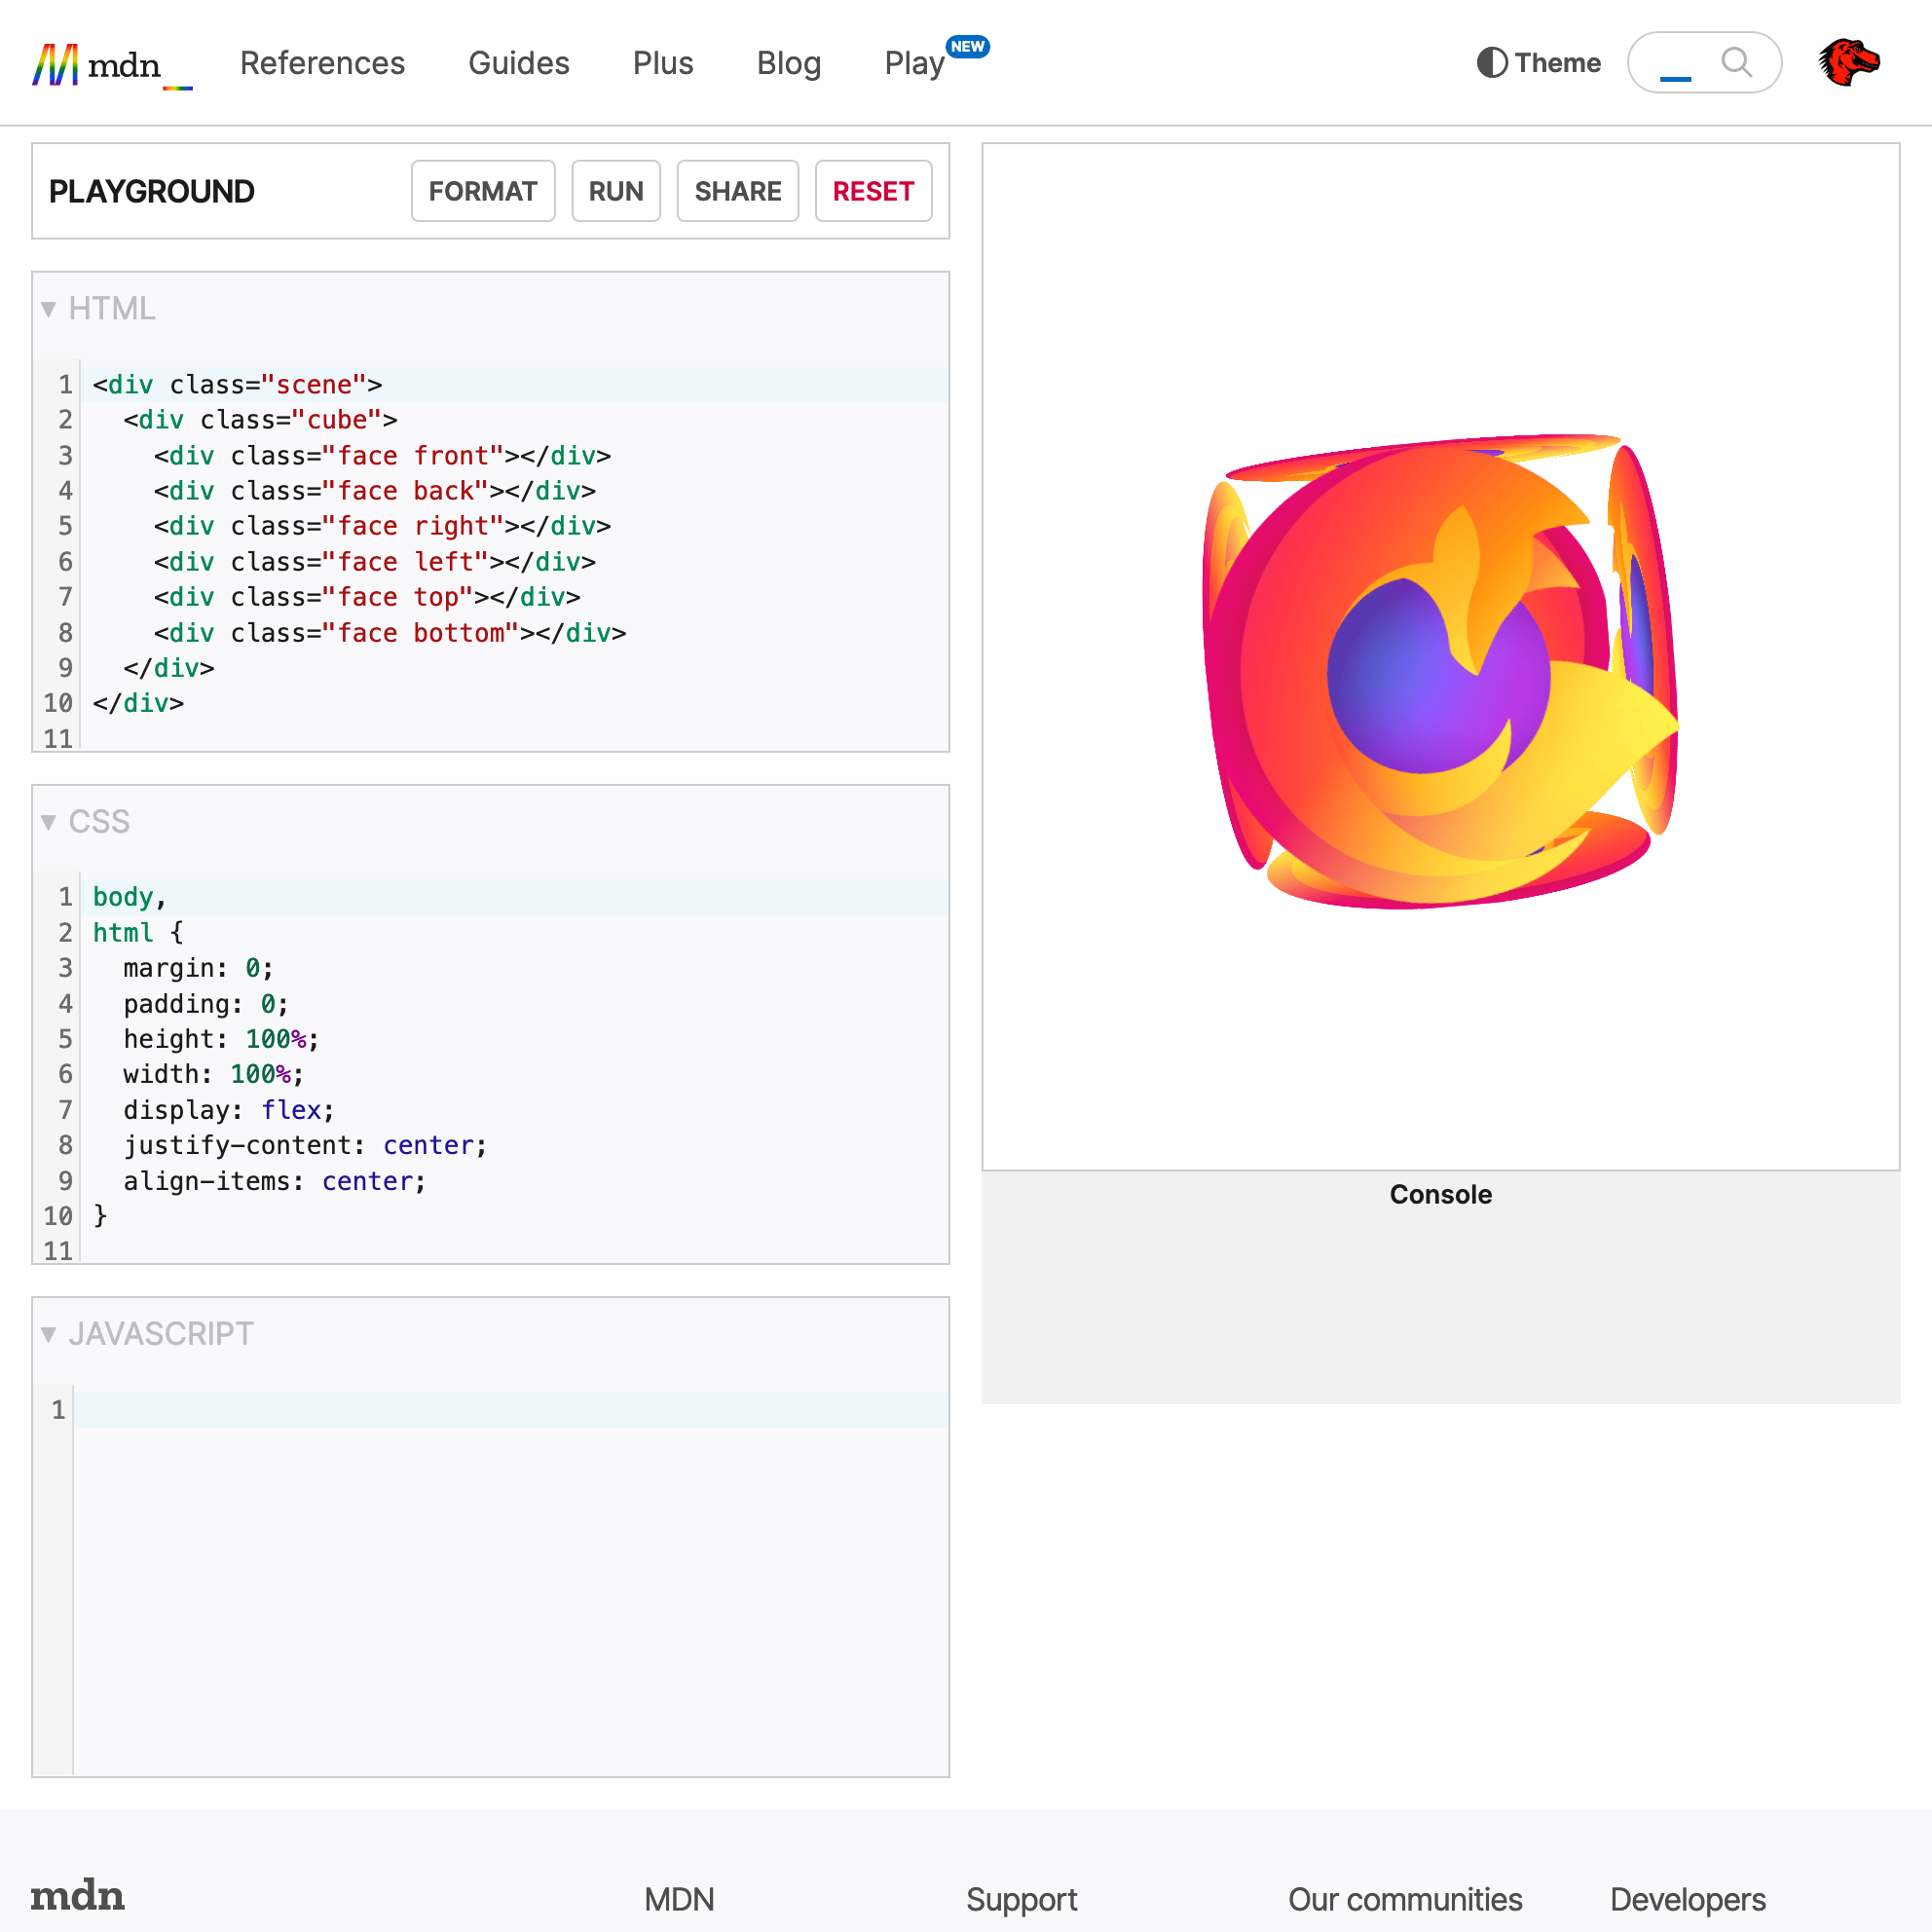 mdn_
References
Guides
Plus
Blog
Play
NEW
Theme
PLAYGROUND
FORMAT
RUN
SHARE
RESET
▼ HTML
1 <div class="scene">
2   <div class="cube">
3     <div class="face front"></div>
4     <div class="face back"></div>
5     <div class="face right"></div>
6     <div class="face left"></div>
7     <div class="face top"></div>
8     <div class="face bottom"></div>
9   </div>
10 </div>
11
▼ CSS
1 body,
2 html {
3   margin: 0;
4   padding: 0;
5   height: 100%;
6   width: 100%;
7   display: flex;
8   justify-content: center;
9   align-items: center;
10 }
11
▼ JAVASCRIPT
1
Console
mdn
MDN
Support
Our communities
Developers